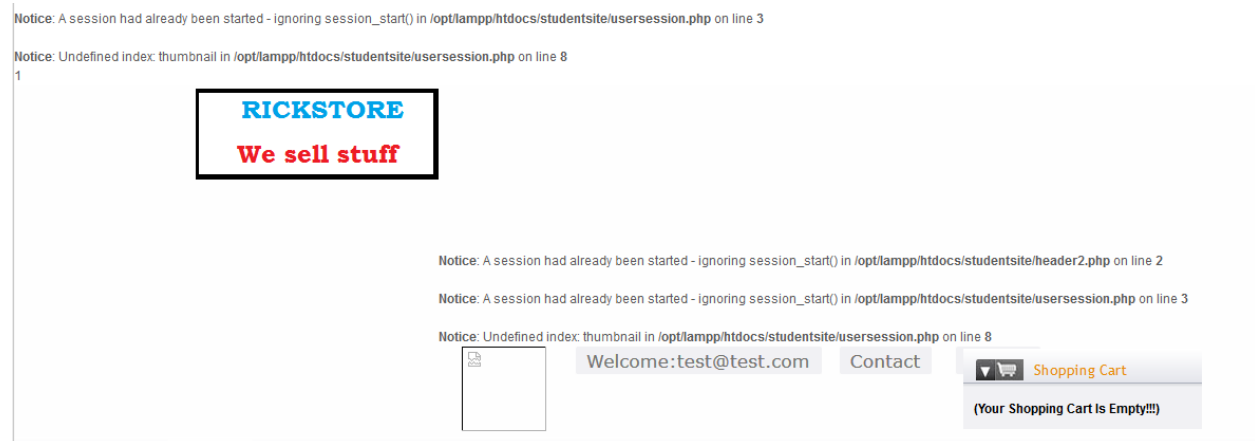 Notice: A session had already been started - ignoring session_start() in /opt/lampp/htdocs/studentsite/usersession.php on line 3
Notice: Undefined index: thumbnail in /opt/lampp/htdocs/studentsite/usersession.php on line 8
1
RICKSTORE
We sell stuff
Notice: A session had already been started - ignoring session_start() in /opt/lampp/htdocs/studentsite/header2.php on line 2
Notice: A session had already been started - ignoring session_start() in /opt/lampp/htdocs/studentsite/usersession.php on line 3
Notice: Undefined index: thumbnail in /opt/lampp/htdocs/studentsite/usersession.php on line 8
Welcome:test@test.com Contact
Shopping Cart
(Your Shopping Cart Is Empty!!!)